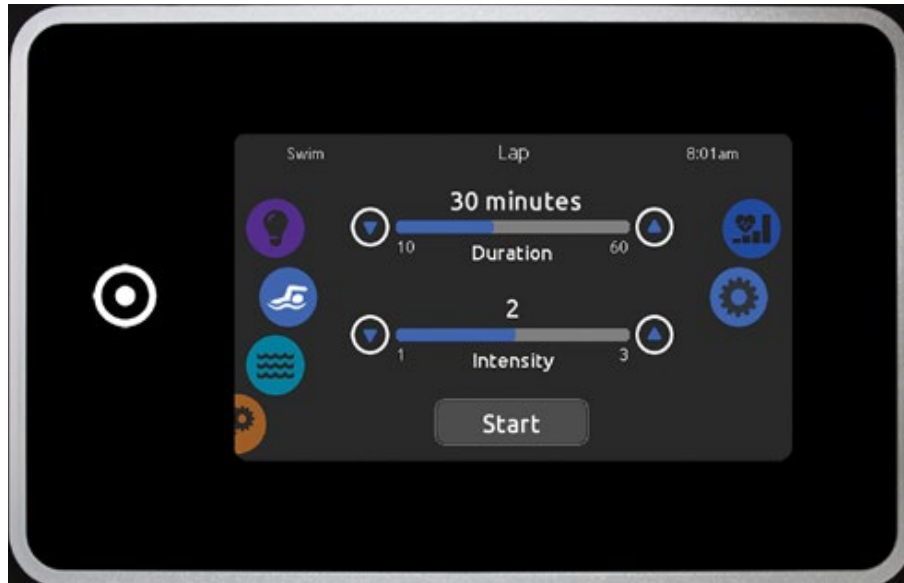 Swim Lap 8:01am
30 minutes
10 60
Duration
2
1 3
Intensity
Start